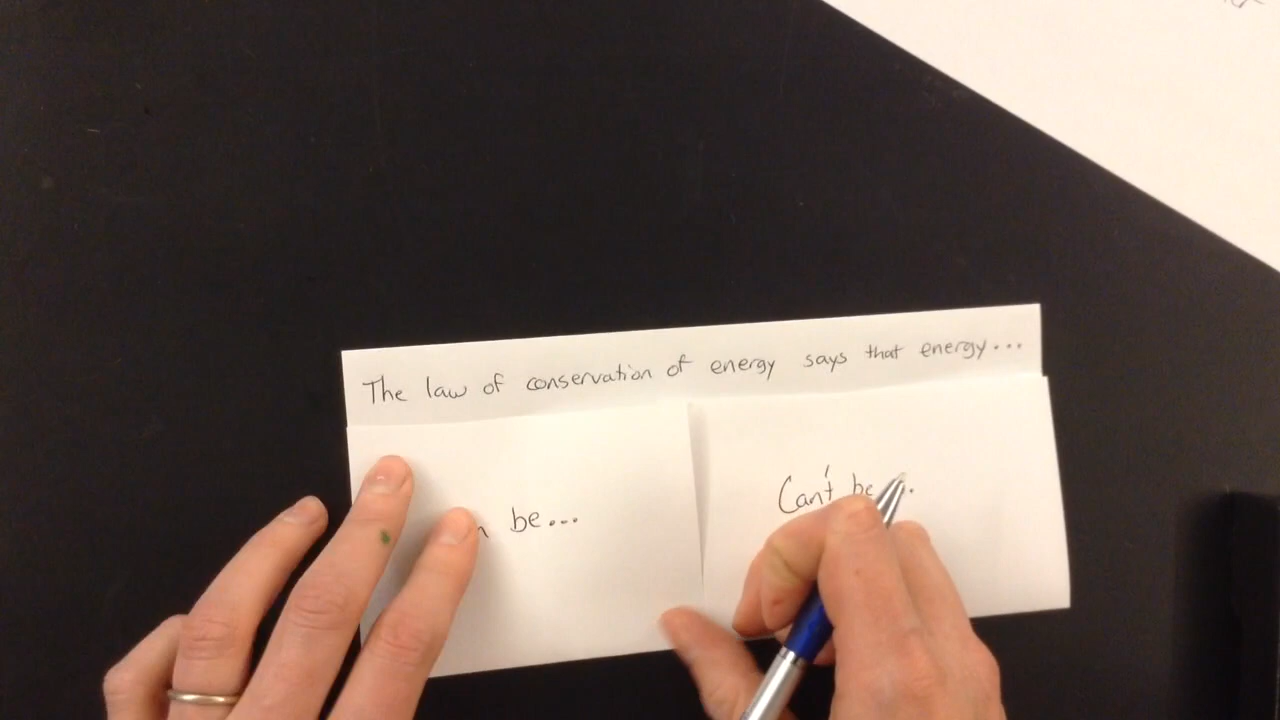 The law of conservation of energy says that energy...
be...
Can't be